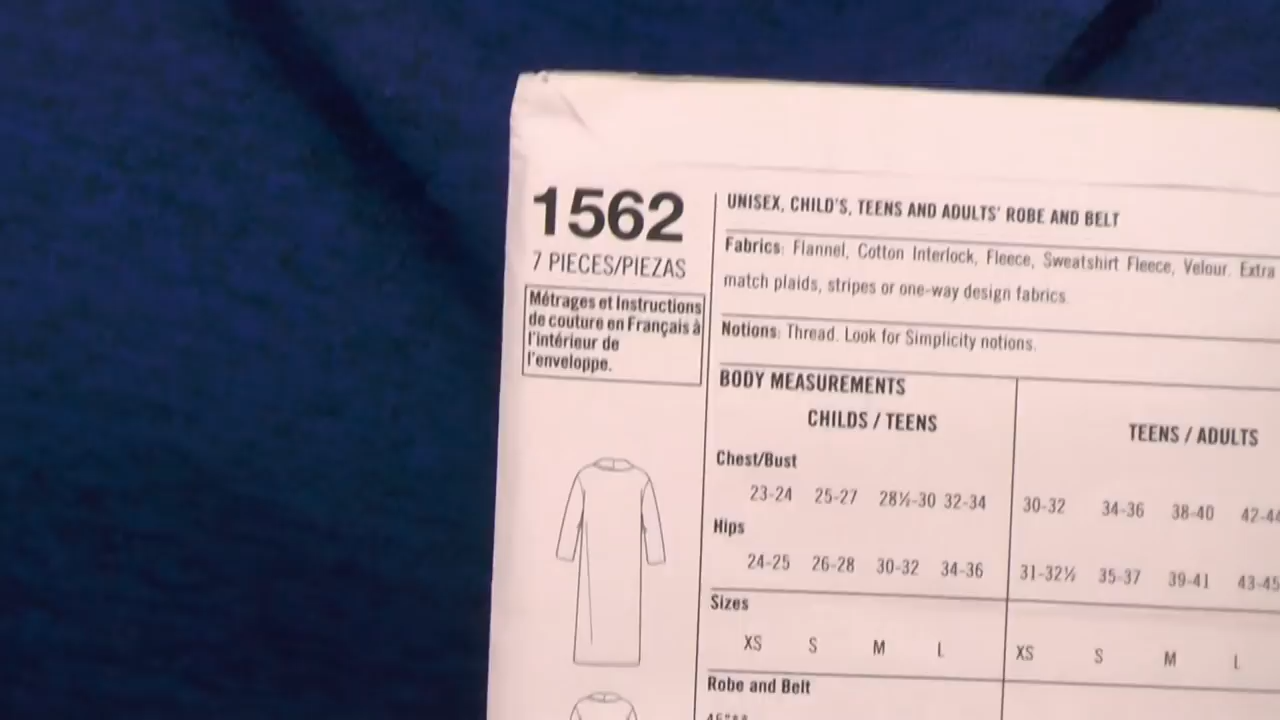 1562
7 PIECES/PIEZAS
Métrages et Instructions
de couture en Français à
l'intérieur de
l'enveloppe.
UNISEX, CHILD'S, TEENS AND ADULTS' ROBE AND BELT
Fabrics: Flannel, Cotton Interlock, Fleece, Sweatshirt Fleece, Velour. Extra
match plaids, stripes or one-way design fabrics.
Notions: Thread. Look for Simplicity notions.
BODY MEASUREMENTS
CHILDS / TEENS
TEENS / ADULTS
Chest/Bust
23-24 25-27 28½-30 32-34 30-32 34-36 38-40 42-44
Hips
24-25 26-28 30-32 34-36 31-32½ 35-37 39-41 43-45
Sizes
XS S M L XS S M L
Robe and Belt